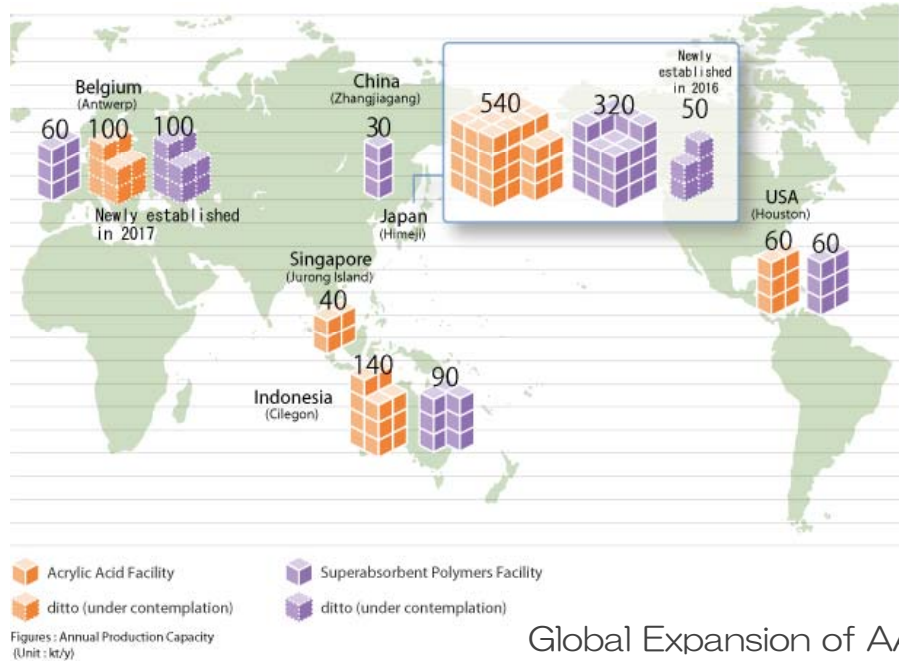 Belgium
(Antwerp)
60 100 100
Newly established
in 2017
China
(Zhangjiagang)
30
Japan
(Himeji)
540
320
Newly
established
in 2016
50
USA
(Houston)
60 60
Singapore
(Jurong Island)
40
Indonesia
(Cilegon)
140
90
Acrylic Acid Facility
ditto (under contemplation)
Superabsorbent Polymers Facility
ditto (under contemplation)
Figures : Annual Production Capacity
(Unit : kt/y)
Global Expansion of